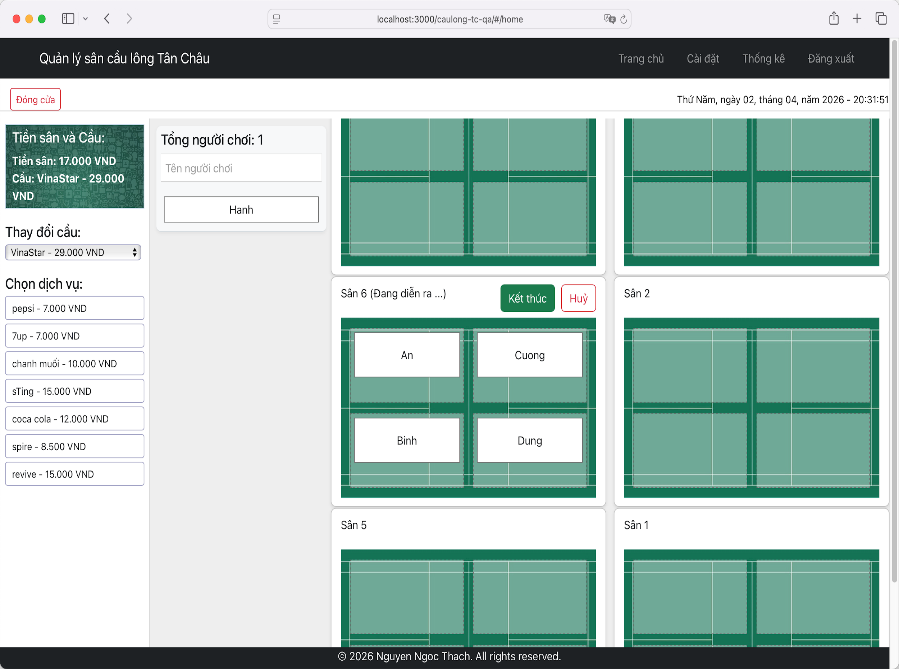 localhost:3000/caulong-tc-qa/#/home
Quản lý sân cầu lông Tân Châu
Trang chủ
Cài đặt
Thống kê
Đăng xuất
Đóng cửa
Thứ Năm, ngày 02, tháng 04, năm 2026 - 20:31:51
Tiền sân và Cầu:
Tiền sân: 17.000 VND
Cầu: VinaStar - 29.000
VND
Thay đổi cầu:
VinaStar - 29.000 VND
Chọn dịch vụ:
pepsi - 7.000 VND
7up - 7.000 VND
chanh muối - 10.000 VND
sTing - 15.000 VND
coca cola - 12.000 VND
spire - 8.500 VND
revive - 15.000 VND
Tổng người chơi: 1
Tên người chơi
Hanh
Sân 6 (Đang diễn ra ...)
Kết thúc
Huỷ
An
Cuong
Binh
Dung
Sân 2
Sân 5
Sân 1
© 2026 Nguyen Ngoc Thach. All rights reserved.